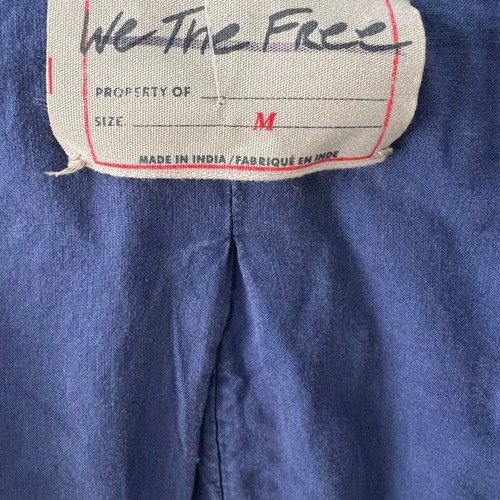 We The Free
PROPERTY OF
SIZE M
MADE IN INDIA/FABRIQUÉ EN INDE